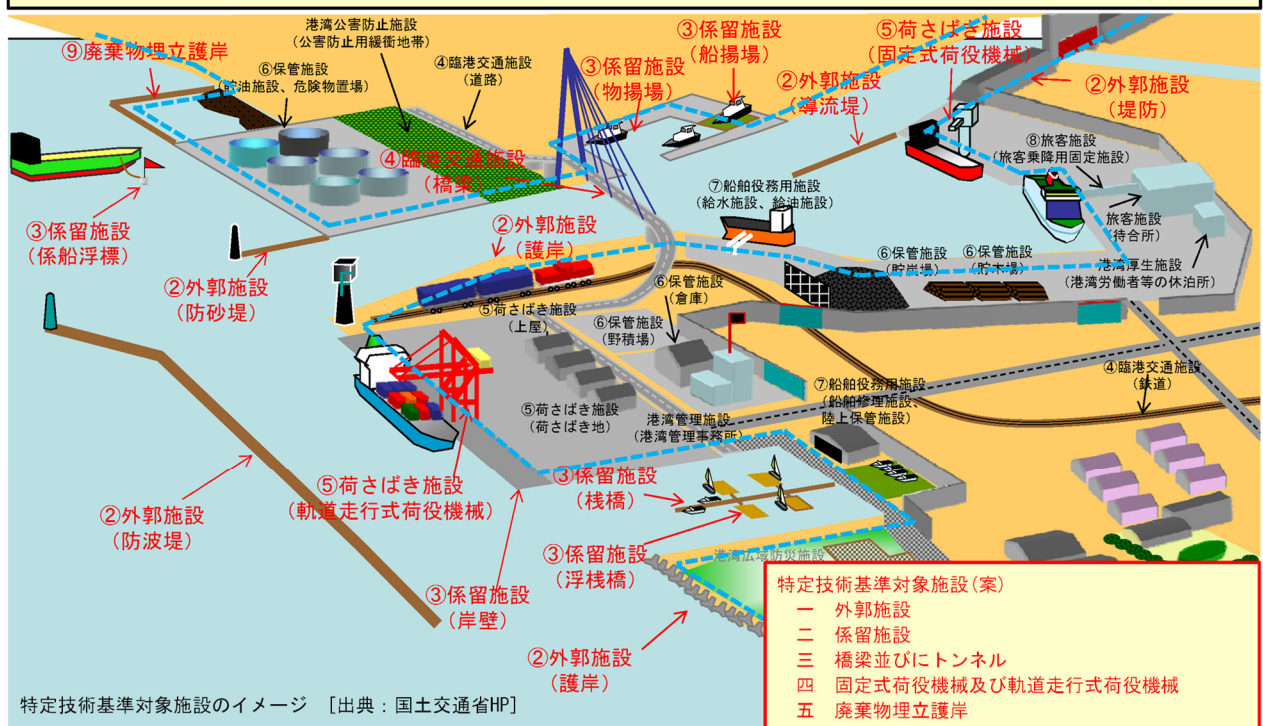 港湾公害防止施設
(公害防止用緩衝地帯)
③係留施設
(船揚場)
⑤荷さばき施設
(固定式荷役機械)
⑨廃棄物埋立護岸
⑥保管施設
(貯油施設、危険物置場)
④臨港交通施設
(道路)
③係留施設
(物揚場)
②外郭施設
(導流堤)
②外郭施設
(堤防)
⑧旅客施設
(旅客乗降用固定施設)
④臨港交通施設
(橋梁)
⑦船舶役務用施設
(給水施設、給油施設)
旅客施設
(待合所)
③係留施設
(係船浮標)
②外郭施設
(護岸)
⑥保管施設
(貯炭場)
⑥保管施設
(貯木場)
港湾厚生施設
(港湾労働者等の休泊所)
②外郭施設
(防砂堤)
⑥保管施設
(倉庫)
⑤荷さばき施設
(上屋)
⑥保管施設
(野積場)
④臨港交通施設
(鉄道)
⑦船舶役務用施設
(船舶修理施設、
陸上保管施設)
⑤荷さばき施設
(荷さばき地)
港湾管理施設
(港湾管理事務所)
⑤荷さばき施設
(軌道走行式荷役機械)
③係留施設
(桟橋)
②外郭施設
(防波堤)
③係留施設
(浮桟橋)
港湾広域防災施設
③係留施設
(岸壁)
②外郭施設
(護岸)
特定技術基準対象施設(案)
一 外郭施設
二 係留施設
三 橋梁並びにトンネル
四 固定式荷役機械及び軌道走行式荷役機械
五 廃棄物埋立護岸
特定技術基準対象施設のイメージ [出典:国土交通省HP]